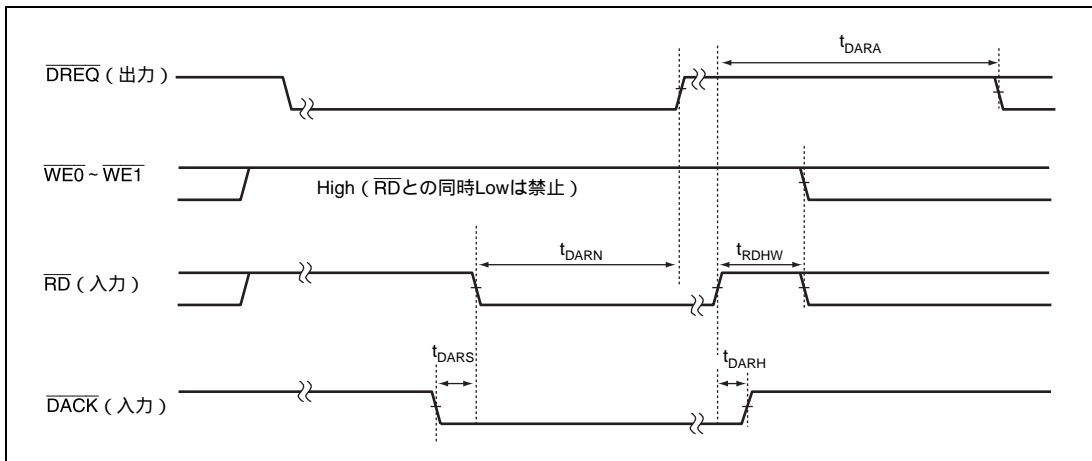 tDARA
DREQ（出力）
WE0～WE1
High（RDとの同時Lowは禁止）
tDARN
tRDHW
RD（入力）
tDARS
tDARH
DACK（入力）